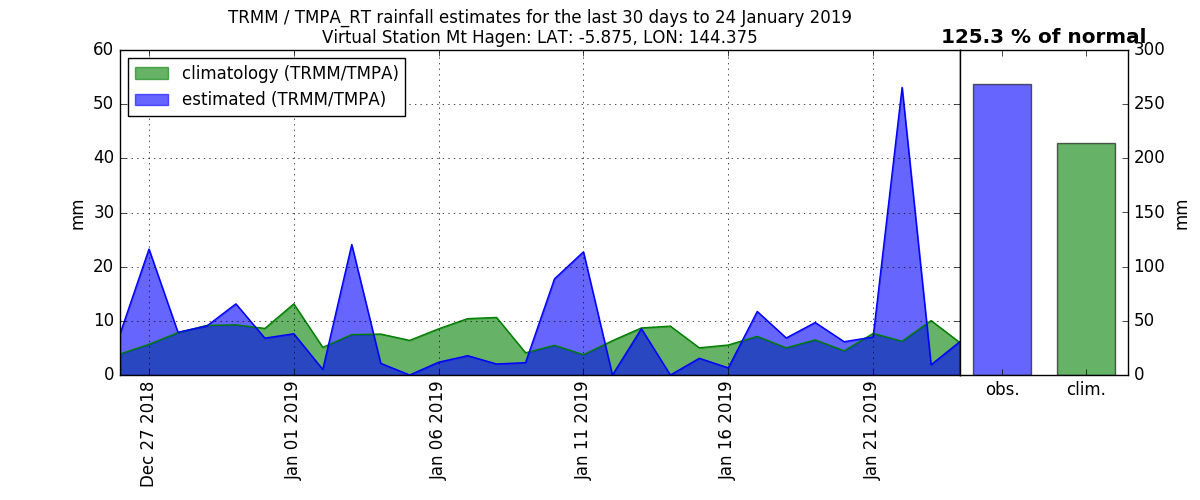 TRMM / TMPA_RT rainfall estimates for the last 30 days to 24 January 2019
Virtual Station Mt Hagen: LAT: -5.875, LON: 144.375
125.3 % of normal
climatology (TRMM/TMPA)
estimated (TRMM/TMPA)
60
50
40
30
20
10
0
mm
Dec 27 2018
Jan 01 2019
Jan 06 2019
Jan 11 2019
Jan 16 2019
Jan 21 2019
300
250
200
150
100
50
0
mm
obs.
clim.